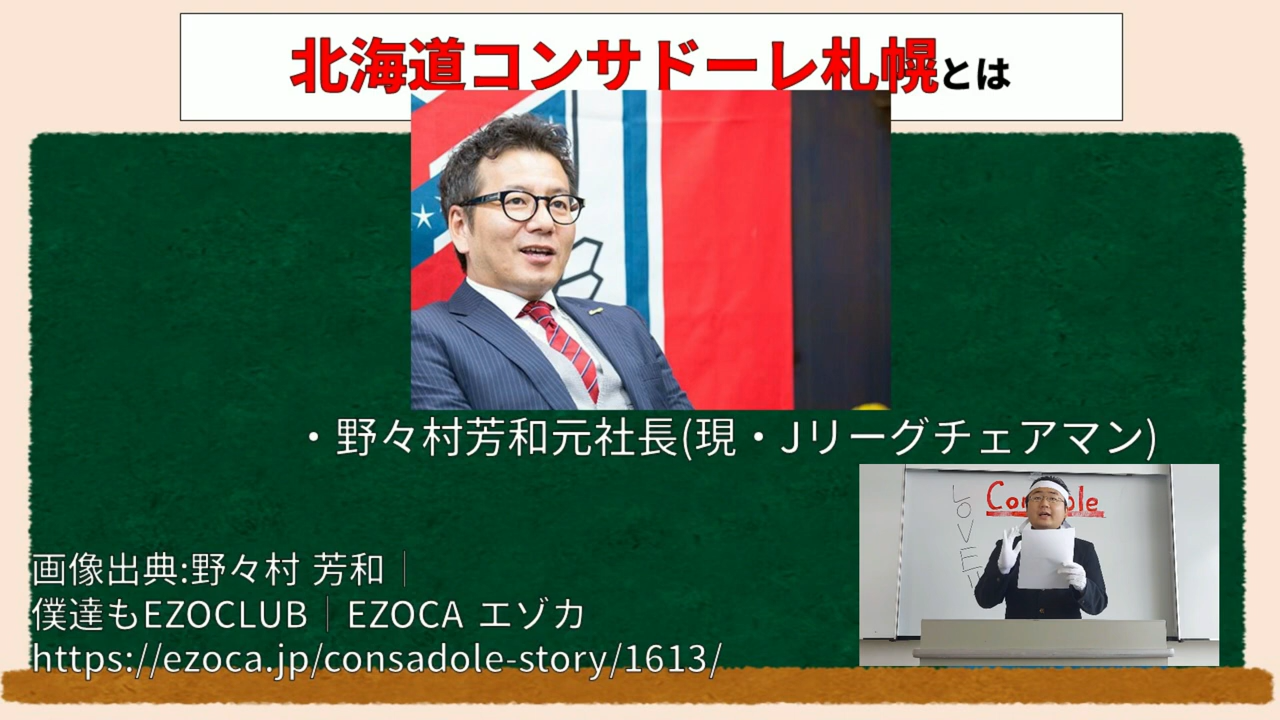 北海道コンサドーレ札幌とは
・野々村芳和元社長(現・Jリーグチェアマン)
画像出典:野々村 芳和｜
僕達もEZOCLUB｜EZOCA エゾカ
https://ezoca.jp/consadole-story/1613/